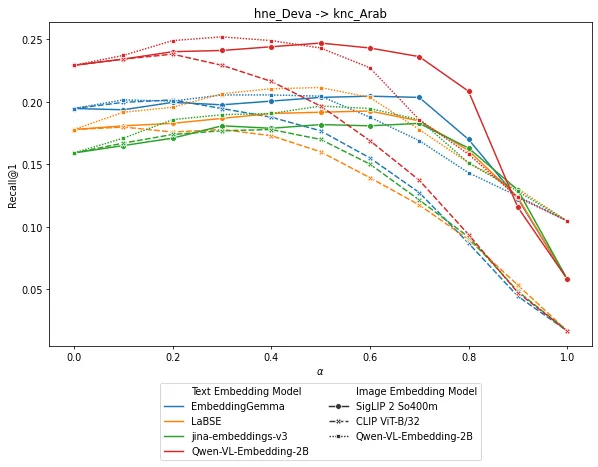 hne_Deva -> knc_Arab
Recall@1
0.25
0.20
0.15
0.10
0.05
0.0
0.2
0.4
0.6
0.8
1.0
α
Text Embedding Model
EmbeddingGemma
LaBSE
jina-embeddings-v3
Qwen-VL-Embedding-2B
Image Embedding Model
SigLIP 2 So400m
CLIP ViT-B/32
Qwen-VL-Embedding-2B